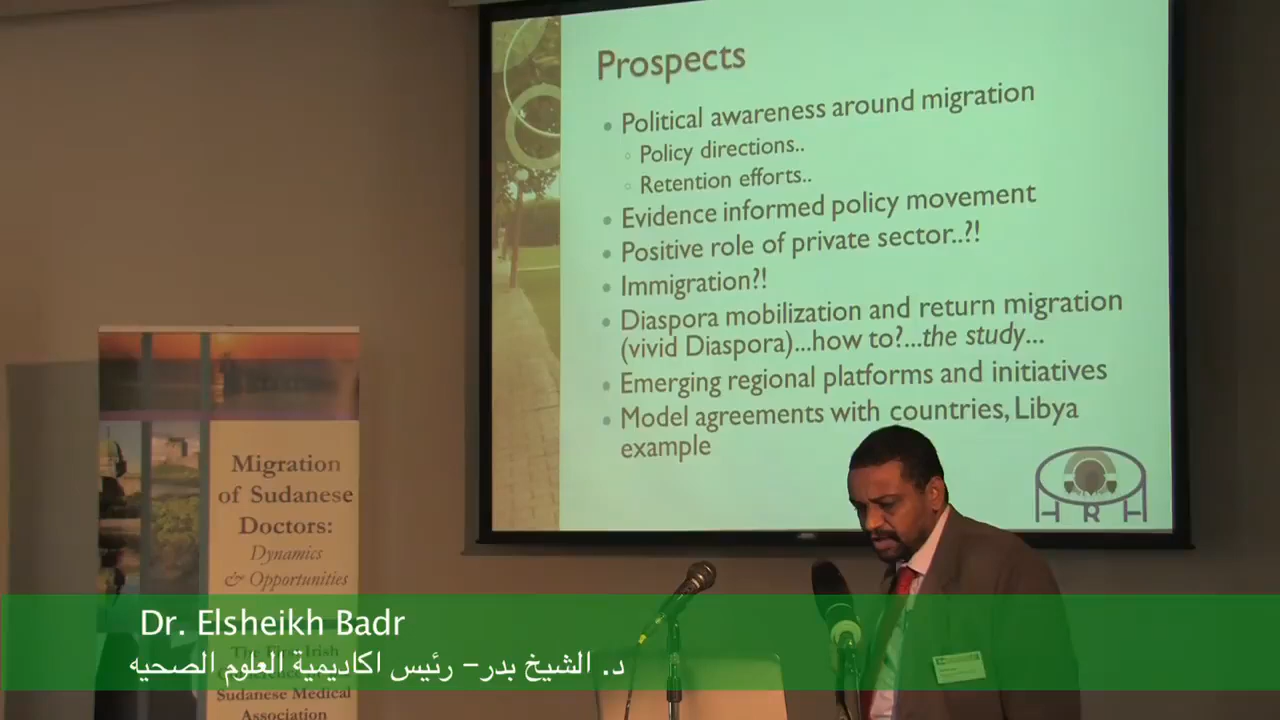 Prospects
• Political awareness around migration
◦ Policy directions..
◦ Retention efforts..
• Evidence informed policy movement
• Positive role of private sector..?!
• Immigration?!
• Diaspora mobilization and return migration
(vivid Diaspora)...how to?...the study...
• Emerging regional platforms and initiatives
• Model agreements with countries, Libya
example
HRH
Migration
of Sudanese
Doctors:
Dynamics
& Opportunities
The First Irish
Sudanese Medical
Association
Dr. Elsheikh Badr
د. الشيخ بدر- رئيس اكاديمية العلوم الصحيه